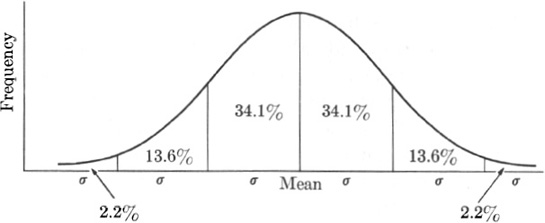 Frequency
34.1% 34.1%
13.6% 13.6%
σ σ σ Mean σ σ σ
2.2% 2.2%